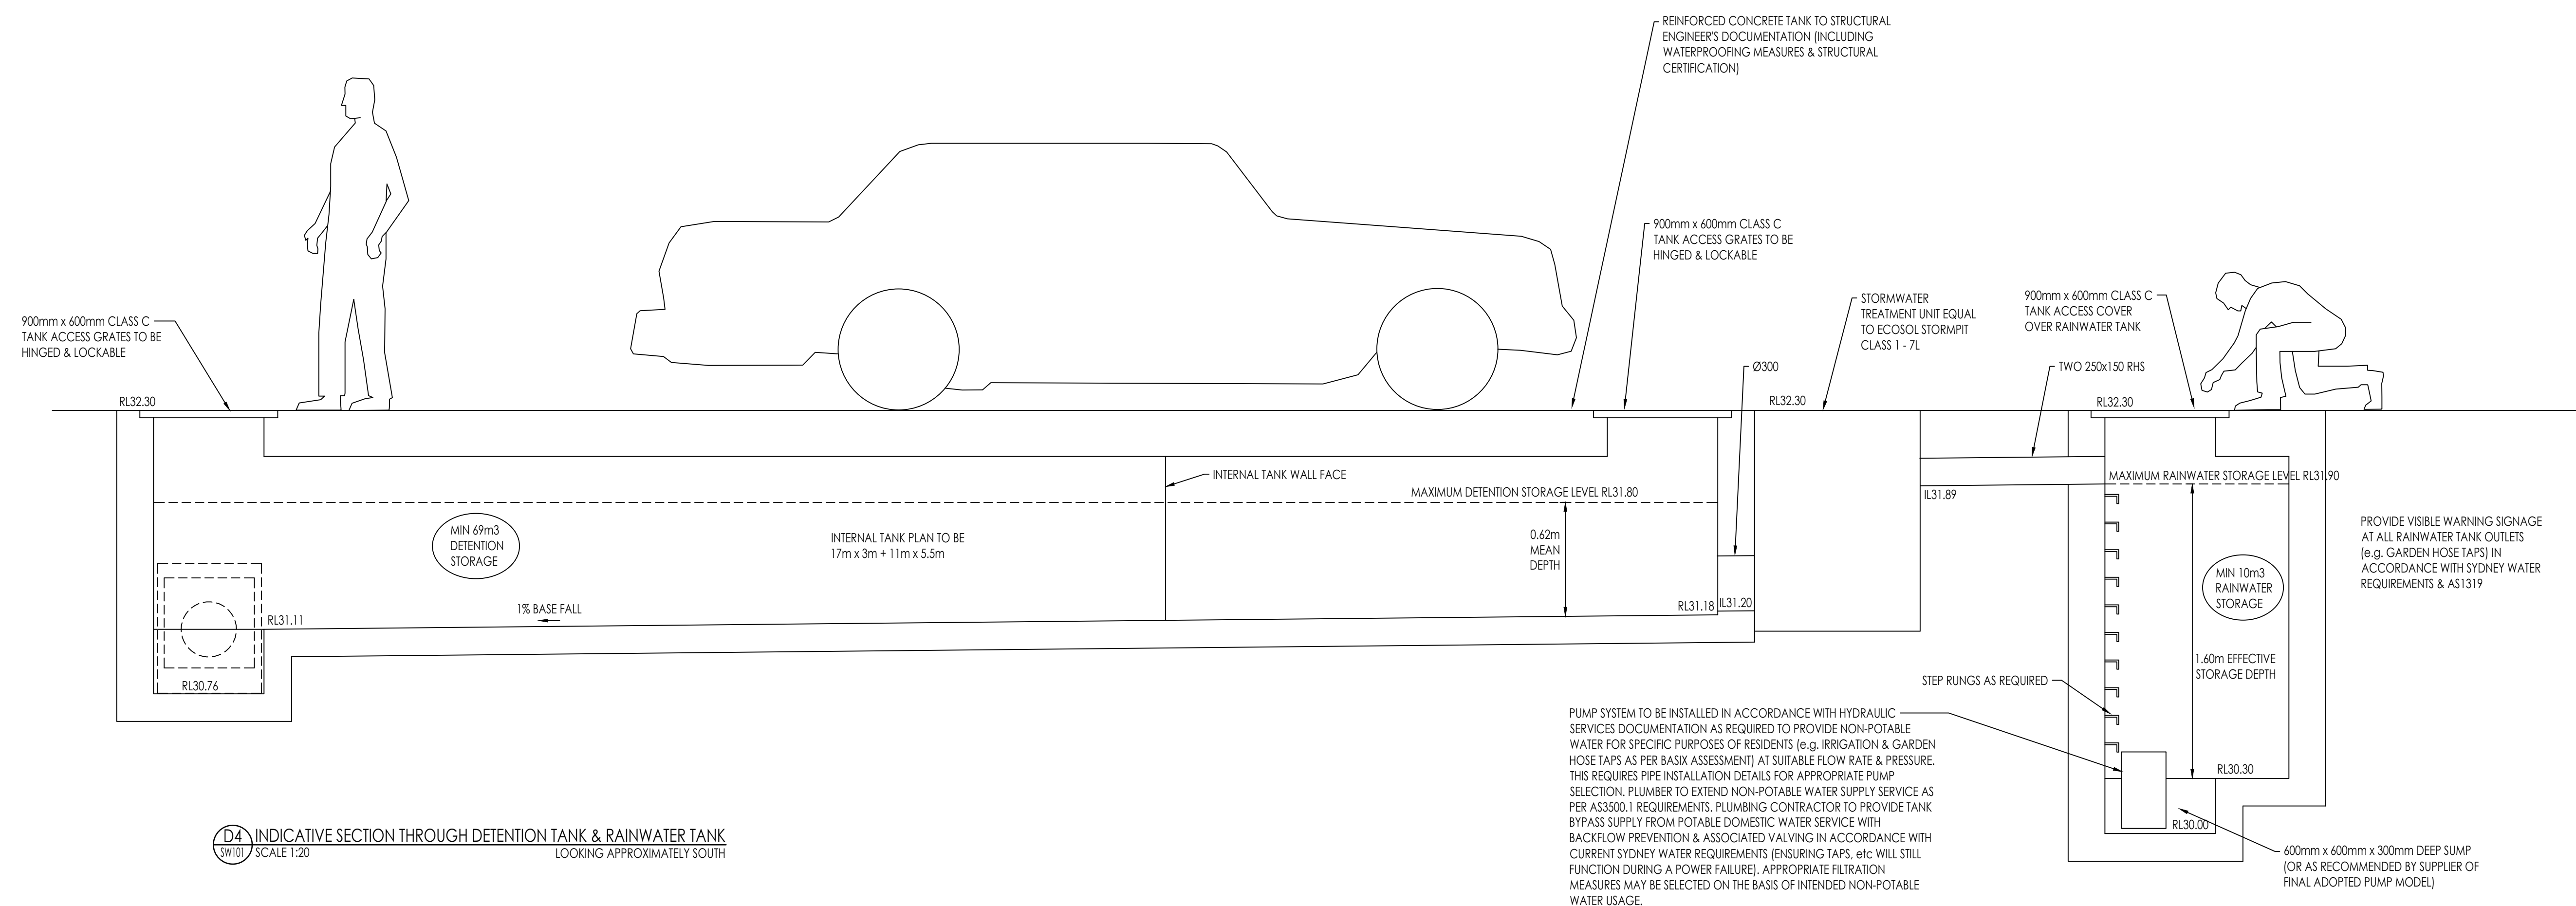 REINFORCED CONCRETE TANK TO STRUCTURAL
ENGINEER'S DOCUMENTATION (INCLUDING
WATERPROOFING MEASURES & STRUCTURAL
CERTIFICATION)
900mm x 600mm CLASS C
TANK ACCESS GRATES TO BE
HINGED & LOCKABLE
900mm x 600mm CLASS C
TANK ACCESS GRATES TO BE
HINGED & LOCKABLE
STORMWATER
TREATMENT UNIT EQUAL
TO ECOSOL STORMPIT
CLASS 1 - 7L
900mm x 600mm CLASS C
TANK ACCESS COVER
OVER RAINWATER TANK
Ø300
TWO 250x150 RHS
RL32.30
RL32.30
RL32.30
INTERNAL TANK WALL FACE
MAXIMUM DETENTION STORAGE LEVEL RL31.80
MAXIMUM RAINWATER STORAGE LEVEL RL31.90
IL31.89
MIN 69m3
DETENTION
STORAGE
INTERNAL TANK PLAN TO BE
17m x 3m + 11m x 5.5m
0.62m
MEAN
DEPTH
PROVIDE VISIBLE WARNING SIGNAGE
AT ALL RAINWATER TANK OUTLETS
(e.g. GARDEN HOSE TAPS) IN
ACCORDANCE WITH SYDNEY WATER
REQUIREMENTS & AS1319
MIN 10m3
RAINWATER
STORAGE
1% BASE FALL
RL31.11
RL31.18
IL31.20
RL30.76
1.60m EFFECTIVE
STORAGE DEPTH
STEP RUNGS AS REQUIRED
PUMP SYSTEM TO BE INSTALLED IN ACCORDANCE WITH HYDRAULIC
SERVICES DOCUMENTATION AS REQUIRED TO PROVIDE NON-POTABLE
WATER FOR SPECIFIC PURPOSES OF RESIDENTS (e.g. IRRIGATION & GARDEN
HOSE TAPS AS PER BASIX ASSESSMENT) AT SUITABLE FLOW RATE & PRESSURE.
THIS REQUIRES PIPE INSTALLATION DETAILS FOR APPROPRIATE PUMP
SELECTION. PLUMBER TO EXTEND NON-POTABLE WATER SUPPLY SERVICE AS
PER AS3500.1 REQUIREMENTS. PLUMBING CONTRACTOR TO PROVIDE TANK
BYPASS SUPPLY FROM POTABLE DOMESTIC WATER SERVICE WITH
BACKFLOW PREVENTION & ASSOCIATED VALVING IN ACCORDANCE WITH
CURRENT SYDNEY WATER REQUIREMENTS (ENSURING TAPS, etc WILL STILL
FUNCTION DURING A POWER FAILURE). APPROPRIATE FILTRATION
MEASURES MAY BE SELECTED ON THE BASIS OF INTENDED NON-POTABLE
WATER USAGE.
RL30.30
RL30.00
600mm x 600mm x 300mm DEEP SUMP
(OR AS RECOMMENDED BY SUPPLIER OF
FINAL ADOPTED PUMP MODEL)
D4 INDICATIVE SECTION THROUGH DETENTION TANK & RAINWATER TANK
SW101 SCALE 1:20 LOOKING APPROXIMATELY SOUTH